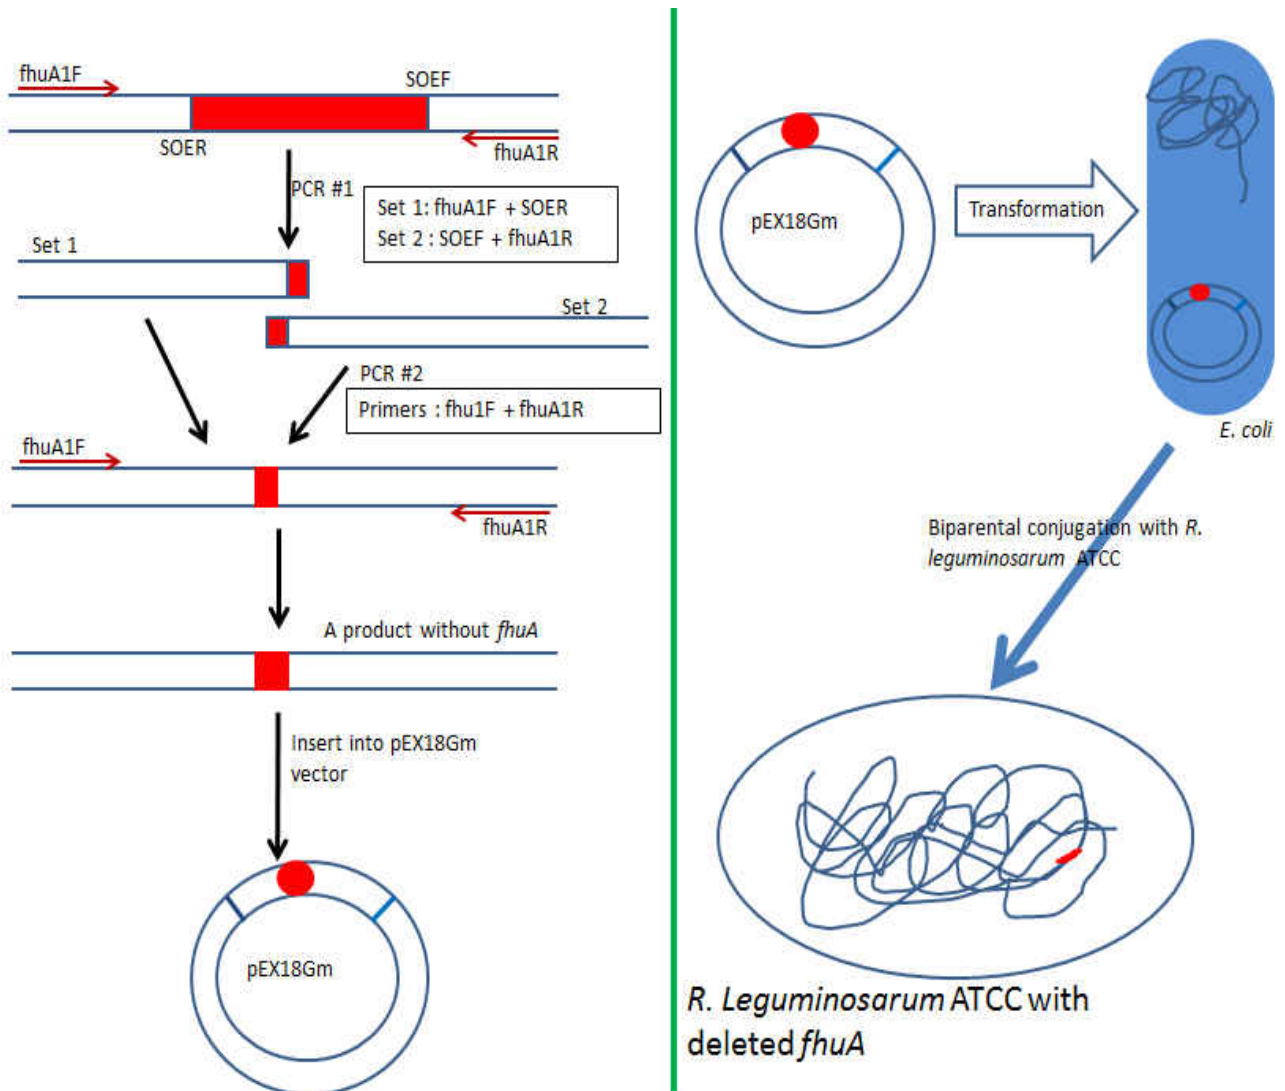 fhuA1F
SOEF
SOER
fhuA1R
PCR #1
Set 1: fhuA1F + SOER
Set 2 : SOEF + fhuA1R
Set 1
Set 2
PCR #2
Primers : fhu1F + fhuA1R
fhuA1F
fhuA1R
A product without fhuA
Insert into pEX18Gm
vector
pEX18Gm
pEX18Gm
Transformation
E. coli
Biparental conjugation with R.
leguminosarum ATCC
R. Leguminosarum ATCC with
deleted fhuA